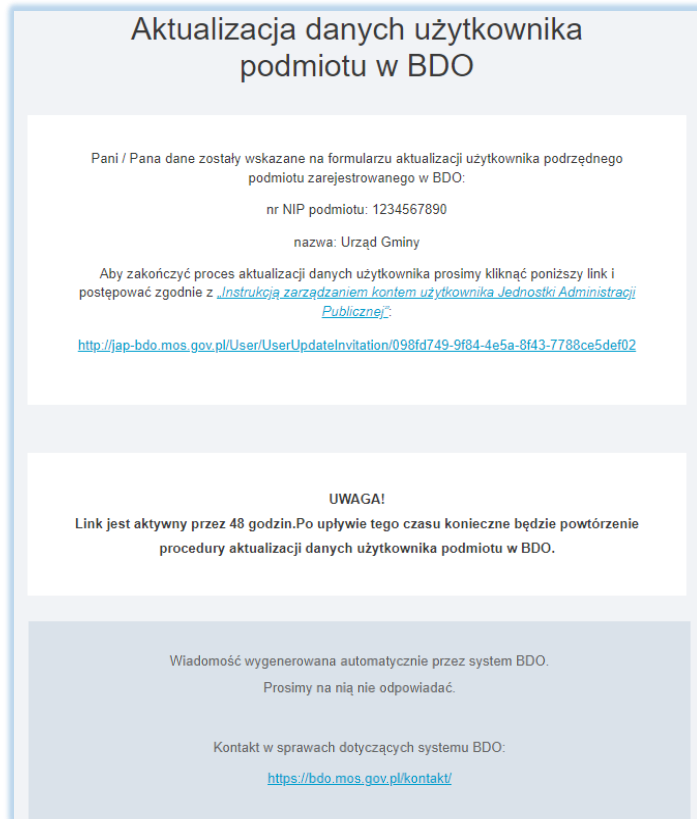 Aktualizacja danych użytkownika
podmiotu w BDO
Pani / Pana dane zostały wskazane na formularzu aktualizacji użytkownika podrzędnego
podmiotu zarejestrowanego w BDO:
nr NIP podmiotu: 1234567890
nazwa: Urząd Gminy
Aby zakończyć proces aktualizacji danych użytkownika prosimy kliknąć poniższy link i
postępować zgodnie z „Instrukcją zarządzaniem kontem użytkownika Jednostki Administracji
Publicznej”:
http://jap-bdo.mos.gov.pl/User/UserUpdateInvitation/098fd749-9f84-4e5a-8f43-7788ce5def02
UWAGA!
Link jest aktywny przez 48 godzin.Po upływie tego czasu konieczne będzie powtórzenie
procedury aktualizacji danych użytkownika podmiotu w BDO.
Wiadomość wygenerowana automatycznie przez system BDO.
Prosimy na nią nie odpowiadać.
Kontakt w sprawach dotyczących systemu BDO:
https://bdo.mos.gov.pl/kontakt/